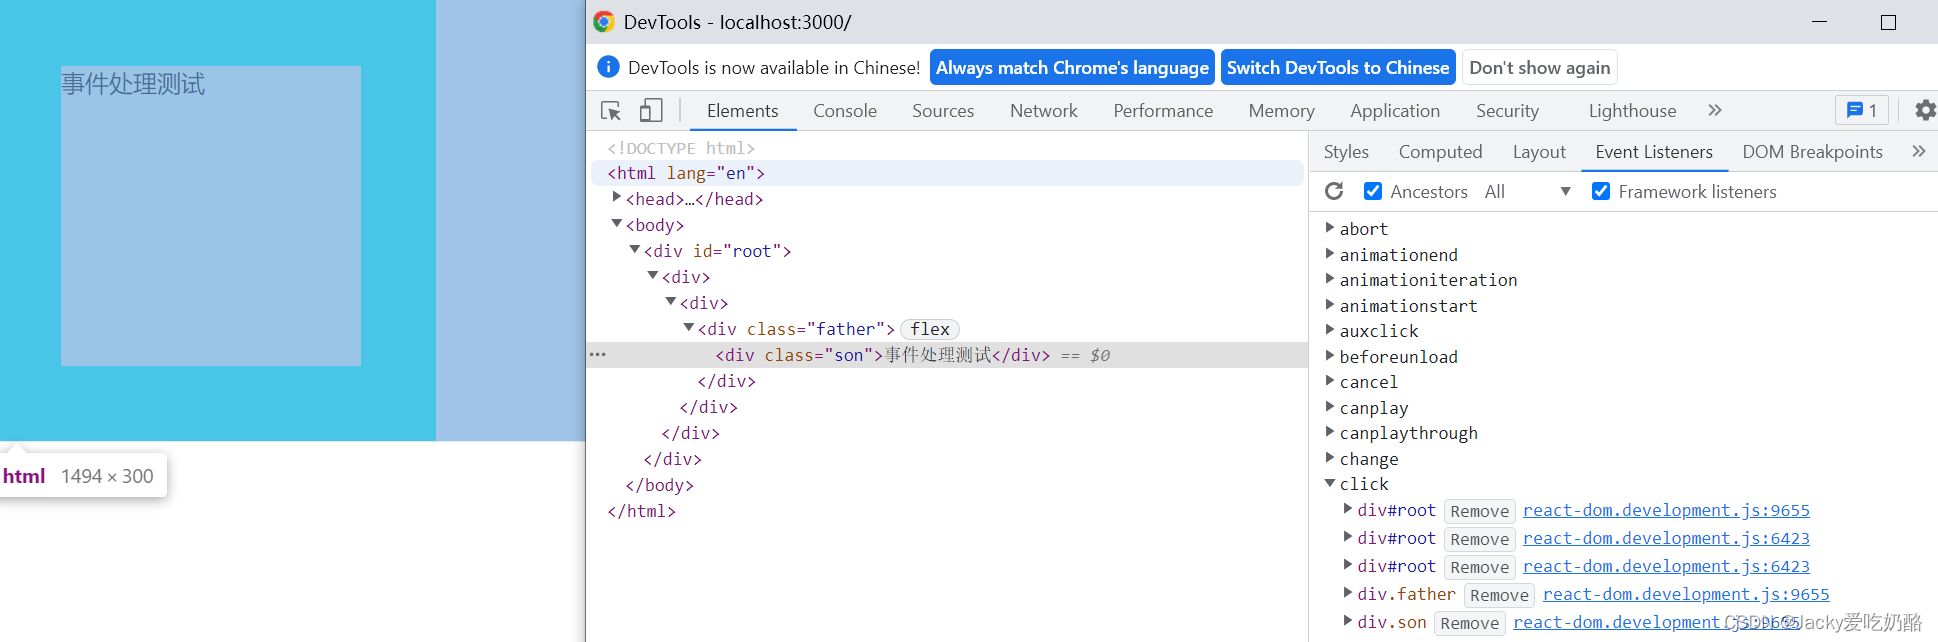 事件处理测试
html 1494 × 300
DevTools - localhost:3000/
DevTools is now available in Chinese! Always match Chrome's language Switch DevTools to Chinese Don't show again
Elements Console Sources Network Performance Memory Application Security Lighthouse » 1
<!DOCTYPE html>
<html lang="en">
<head>…</head>
<body>
<div id="root">
<div>
<div>
<div class="father"> flex
<div class="son">事件处理测试</div> == $0
</div>
</div>
</div>
</div>
</body>
</html>
Styles Computed Layout Event Listeners DOM Breakpoints »
Ancestors All Framework listeners
abort
animationend
animationiteration
animationstart
auxclick
beforeunload
cancel
canplay
canplaythrough
change
click
div#root Remove react-dom.development.js:9655
div#root Remove react-dom.development.js:6423
div#root Remove react-dom.development.js:6423
div.father Remove react-dom.development.js:9655
div.son Remove react-dom.development.js:9655
CSDN @Jacky爱吃奶酪